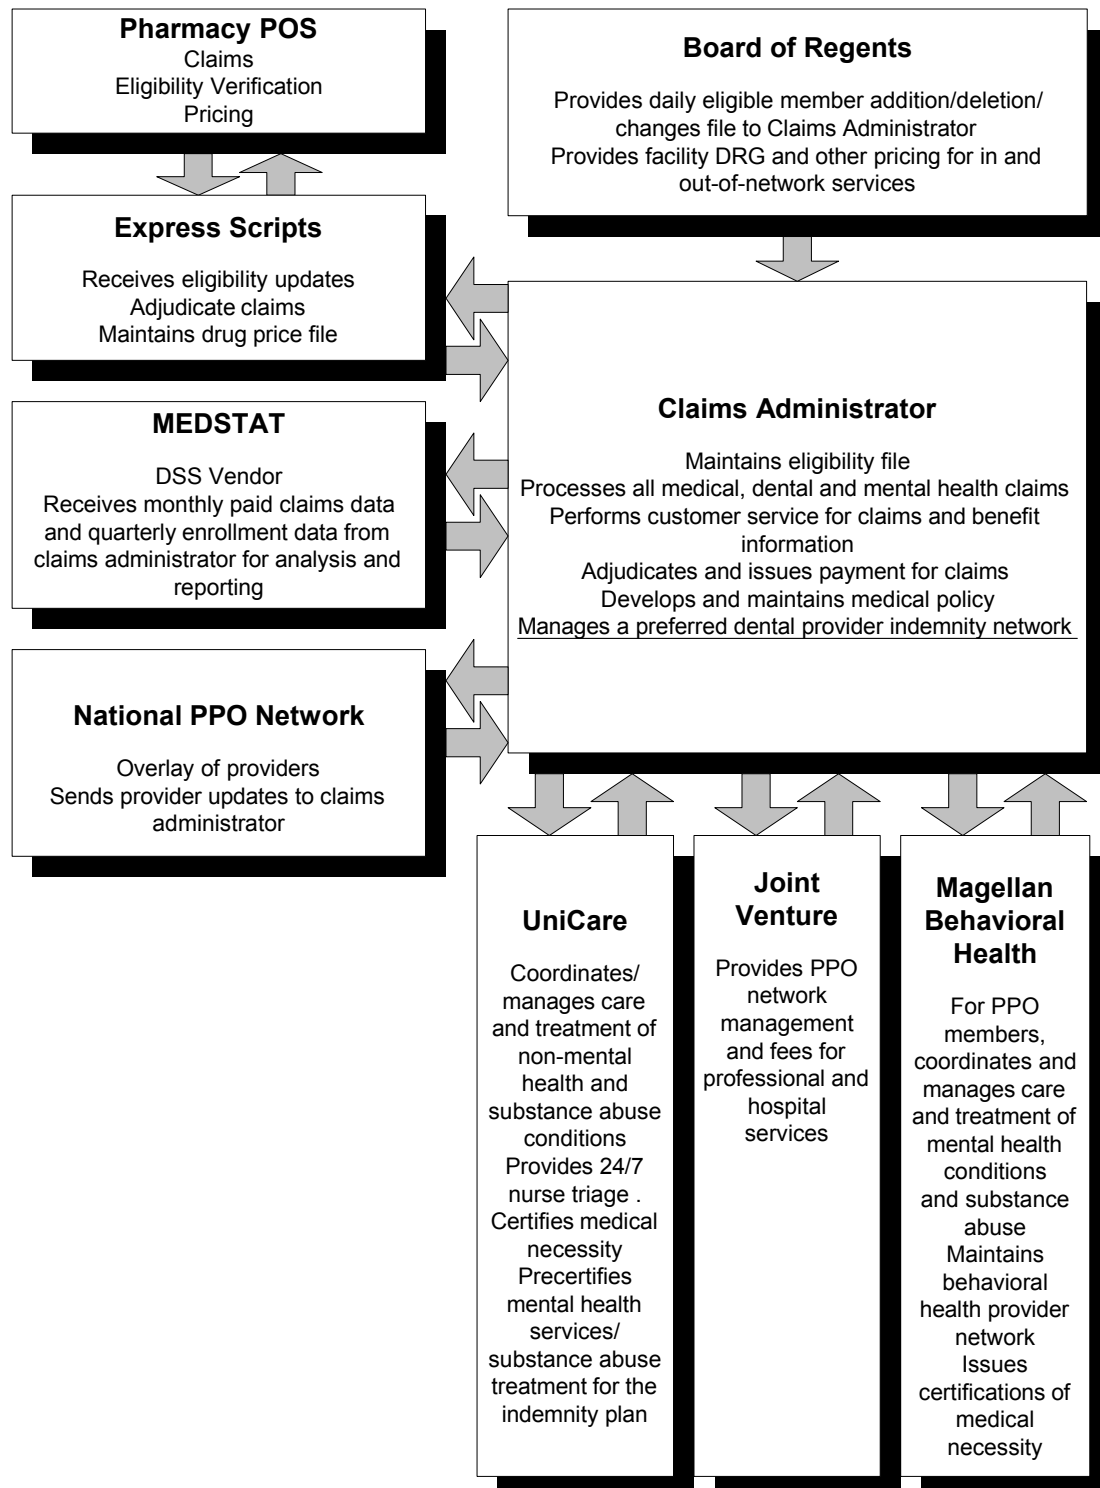 Pharmacy POS
Claims
Eligibility Verification
Pricing
Board of Regents
Provides daily eligible member addition/deletion/
changes file to Claims Administrator
Provides facility DRG and other pricing for in and
out-of-network services
Express Scripts
Receives eligibility updates
Adjudicate claims
Maintains drug price file
MEDSTAT
DSS Vendor
Receives monthly paid claims data
and quarterly enrollment data from
claims administrator for analysis and
reporting
Claims Administrator
Maintains eligibility file
Processes all medical, dental and mental health claims
Performs customer service for claims and benefit
information
Adjudicates and issues payment for claims
Develops and maintains medical policy
Manages a preferred dental provider indemnity network
National PPO Network
Overlay of providers
Sends provider updates to claims
administrator
UniCare
Coordinates/
manages care
and treatment of
non-mental
health and
substance abuse
conditions
Provides 24/7
nurse triage .
Certifies medical
necessity
Precertifies
mental health
services/
substance abuse
treatment for the
indemnity plan
Joint
Venture
Provides PPO
network
management
and fees for
professional and
hospital
services
Magellan
Behavioral
Health
For PPO
members,
coordinates and
manages care
and treatment of
mental health
conditions
and substance
abuse
Maintains
behavioral
health provider
network
Issues
certifications of
medical
necessity